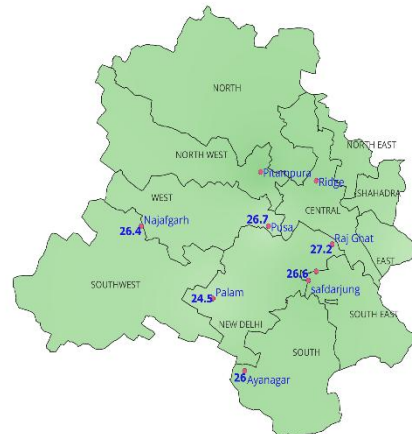 NORTH
NORTH EAST
NORTH WEST
Pitampura
Ridge
SHAHADRA
WEST
CENTRAL
Najafgarh
26.7
Pusa
26.4
Raj Ghat
27.2
EAST
26.6
SOUTHWEST
safdarjung
24.5
Palam
SOUTH EAST
NEW DELHI
SOUTH
26
Ayanagar